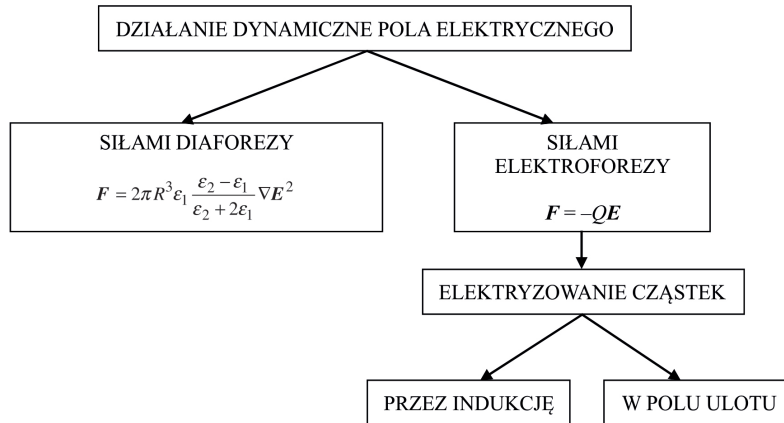 DZIAŁANIE DYNAMICZNE POLA ELEKTRYCZNEGO
SIŁAMI DIAFOREZY
F = 2πR³ε₁ (ε₂ − ε₁)/(ε₂ + 2ε₁) ∇E²
SIŁAMI
ELEKTROFOREZY
F = –QE
ELEKTRYZOWANIE CZĄSTEK
PRZEZ INDUKCJĘ
W POLU ULOTU